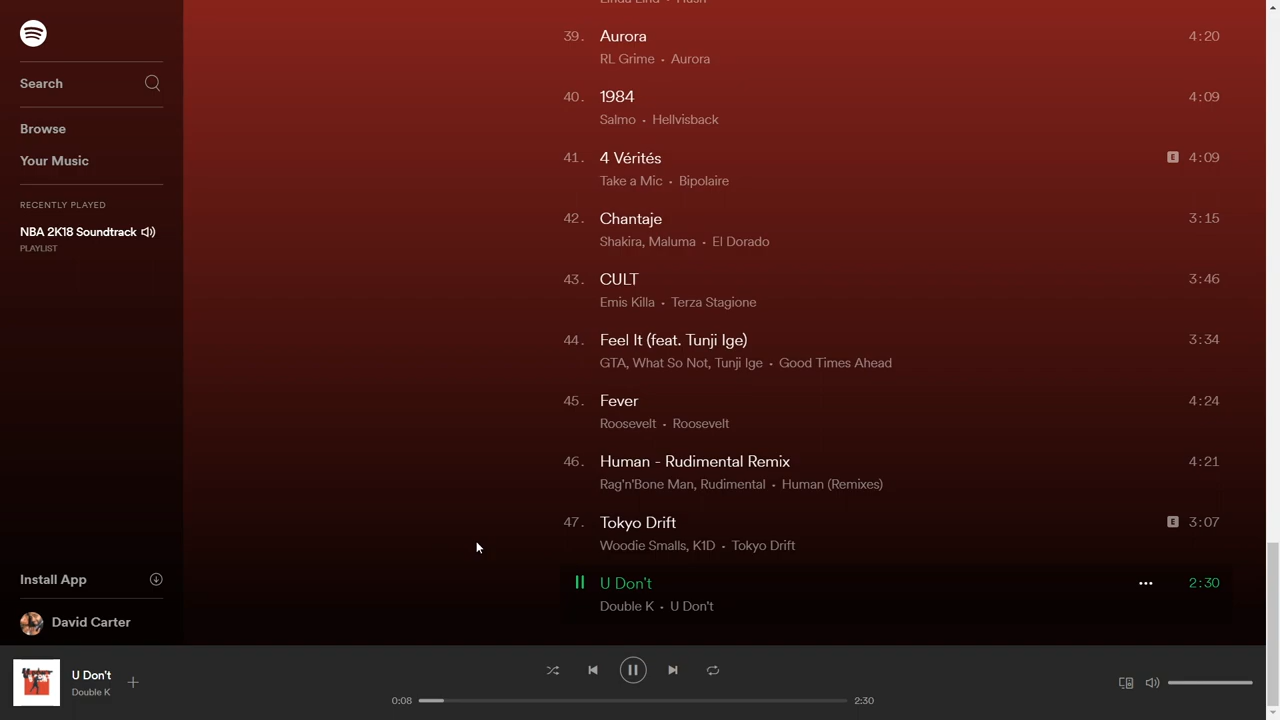 Search
Browse
Your Music
RECENTLY PLAYED
NBA 2K18 Soundtrack
PLAYLIST
Install App
David Carter
39. Aurora 4:20
RL Grime • Aurora
40. 1984 4:09
Salmo • Hellvisback
41. 4 Vérités E 4:09
Take a Mic • Bipolaire
42. Chantaje 3:15
Shakira, Maluma • El Dorado
43. CULT 3:46
Emis Killa • Terza Stagione
44. Feel It (feat. Tunji Ige) 3:34
GTA, What So Not, Tunji Ige • Good Times Ahead
45. Fever 4:24
Roosevelt • Roosevelt
46. Human - Rudimental Remix 4:21
Rag'n'Bone Man, Rudimental • Human (Remixes)
47. Tokyo Drift E 3:07
Woodie Smalls, K1D • Tokyo Drift
U Don't 2:30
Double K • U Don't
U Don't
Double K
0:08 2:30